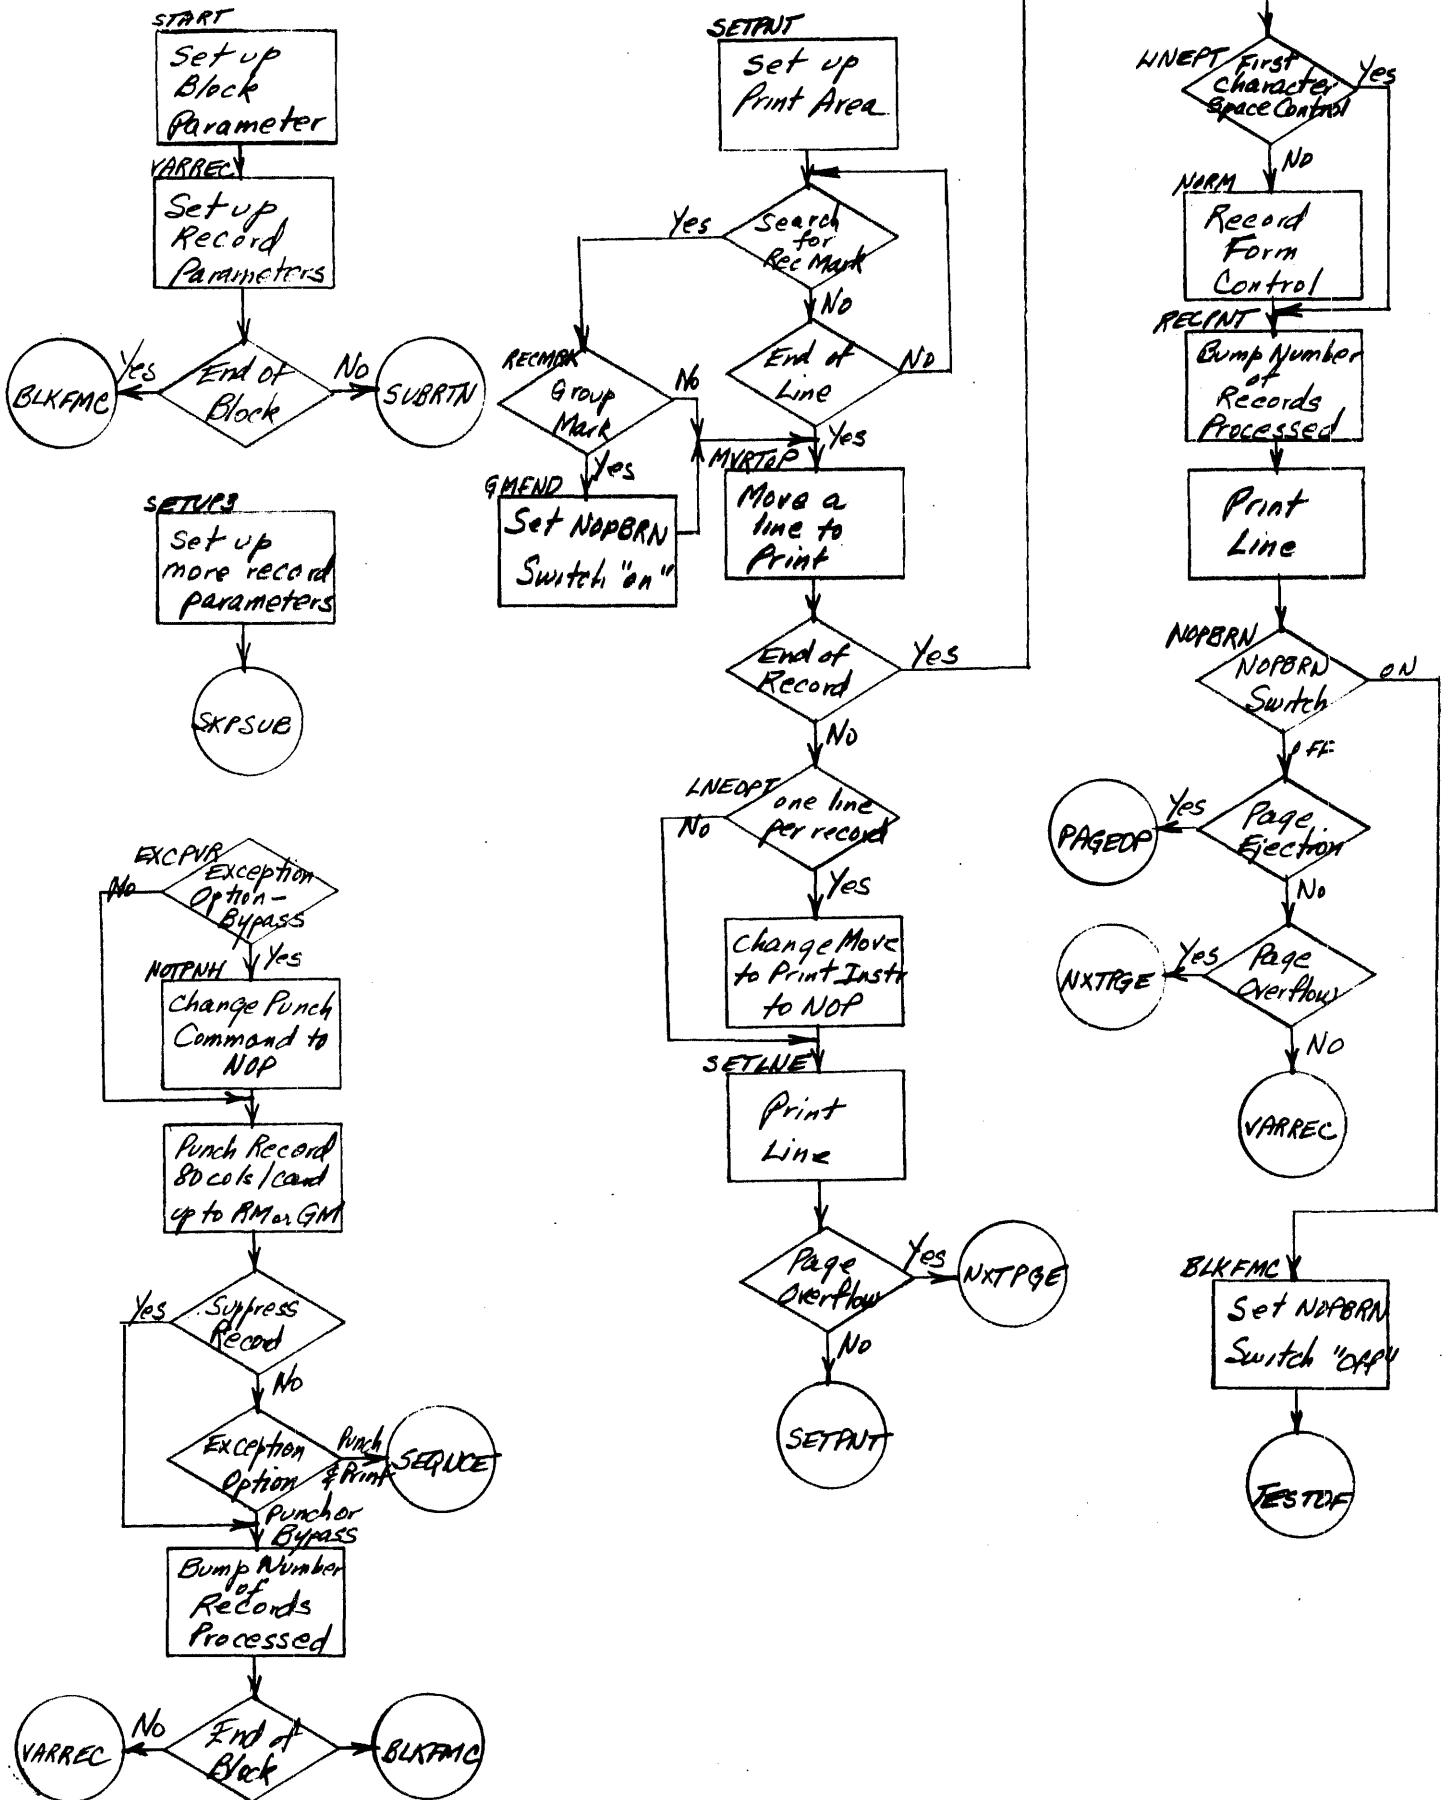 START
Set up
Block
Parameter
VARREC
Set up
Record
Parameters
End of
Block
Yes
No
BLKFMC
SUBRTN
SETUP3
Set up
more record
parameters
SKPSUB
EXCPVR
Exception
Option-
Bypass
No
Yes
NOTPNH
Change Punch
Command to
NOP
Punch Record
80 cols/card
up to RM or GM
Suppress
Record
Yes
No
Exception
Option
Punch
& Print
SEQNCE
Punch or
Bypass
Bump Number
of
Records
Processed
End of
Block
No
VARREC
BLKFMC
SETPNT
Set up
Print Area
Search
for
Rec Mark
Yes
No
End of
Line
No
Yes
RECMRK
Group
Mark
No
Yes
GMFND
Set NOPBRN
Switch "on"
MVRTOP
Move a
line to
Print
End of
Record
Yes
No
LNEOPT
one line
per record
No
Yes
Change Move
to Print Instr
to NOP
SETLNE
Print
Line
Page
Overflow
Yes
NXTPGE
No
SETPNT
LINEPT
First
Character
Space Control
Yes
No
NORM
Record
Form
Control
RECPNT
Bump Number
of
Records
Processed
Print
Line
NOPBRN
NOPBRN
Switch
ON
OFF
Page
Ejection
Yes
PAGEOP
No
Page
Overflow
Yes
NXTPGE
No
VARREC
BLKFMC
Set NOPBRN
Switch "Off"
TESTOF